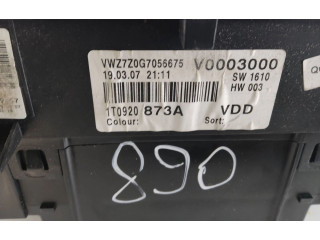 VWZ7Z0G7056675 V0003000
19.03.07 21:11 SW 1610
HW 003
1T0920 873A VDD
Colour: Sort:
890